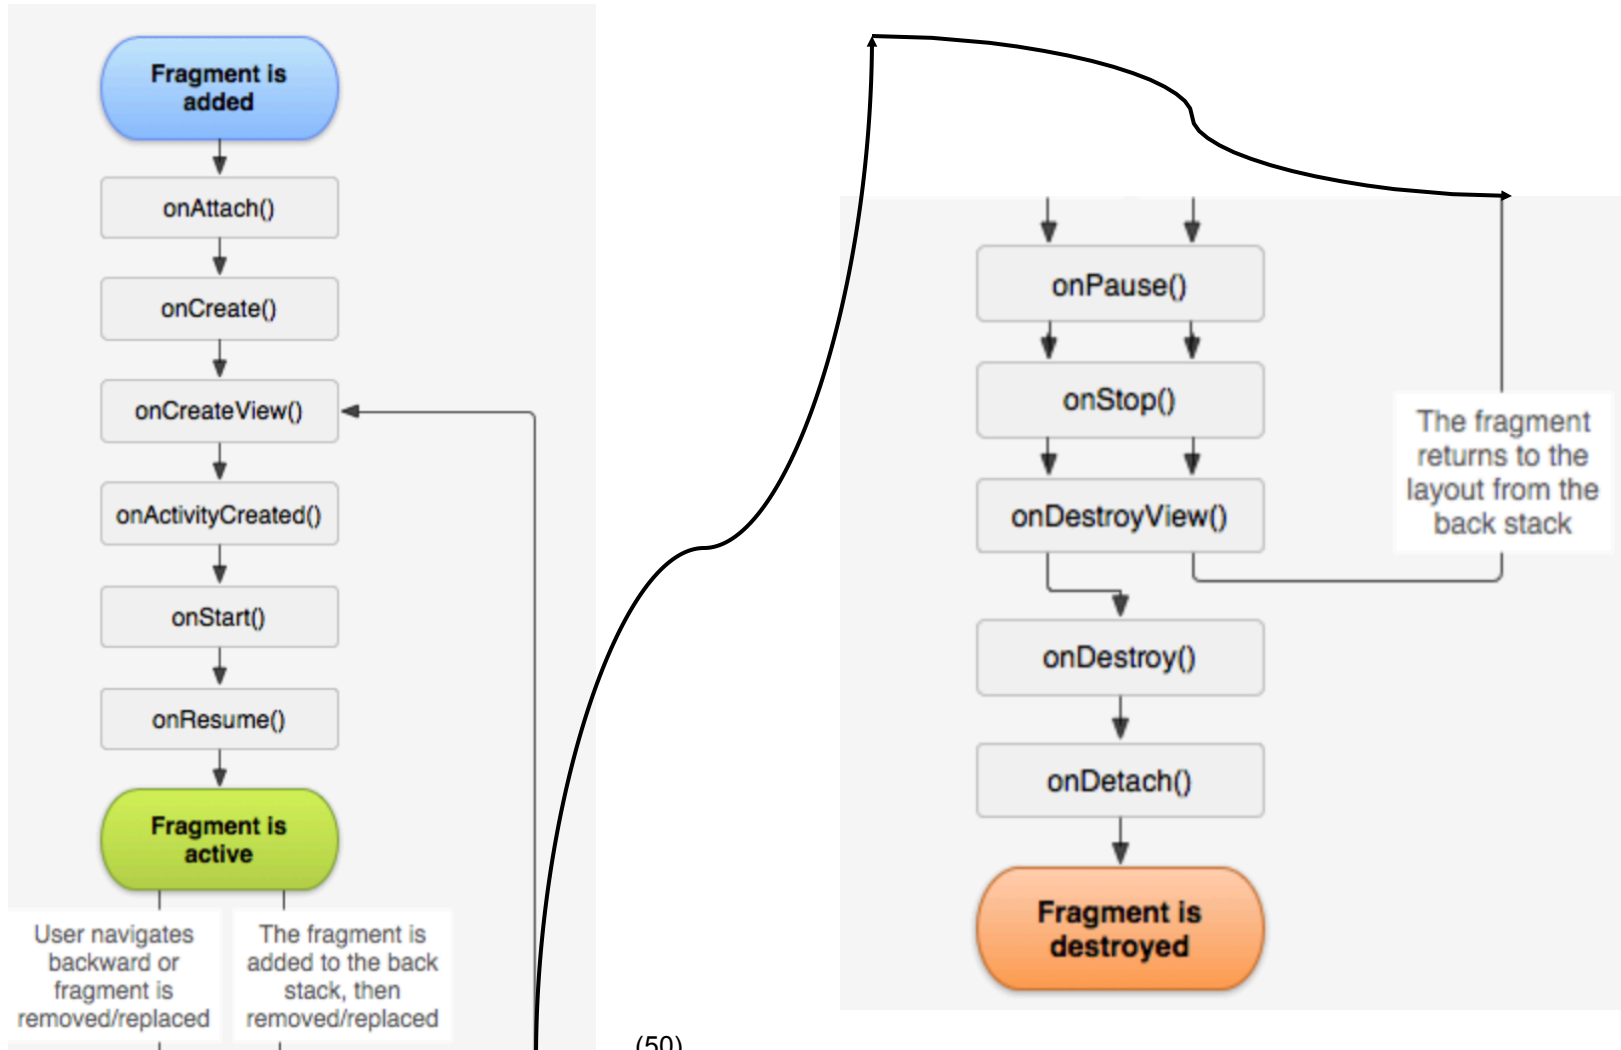 Fragment is
added
onAttach()
onCreate()
onCreateView()
onActivityCreated()
onStart()
onResume()
Fragment is
active
User navigates
backward or
fragment is
removed/replaced
The fragment is
added to the back
stack, then
removed/replaced
(50)
onPause()
onStop()
onDestroyView()
The fragment
returns to the
layout from the
back stack
onDestroy()
onDetach()
Fragment is
destroyed